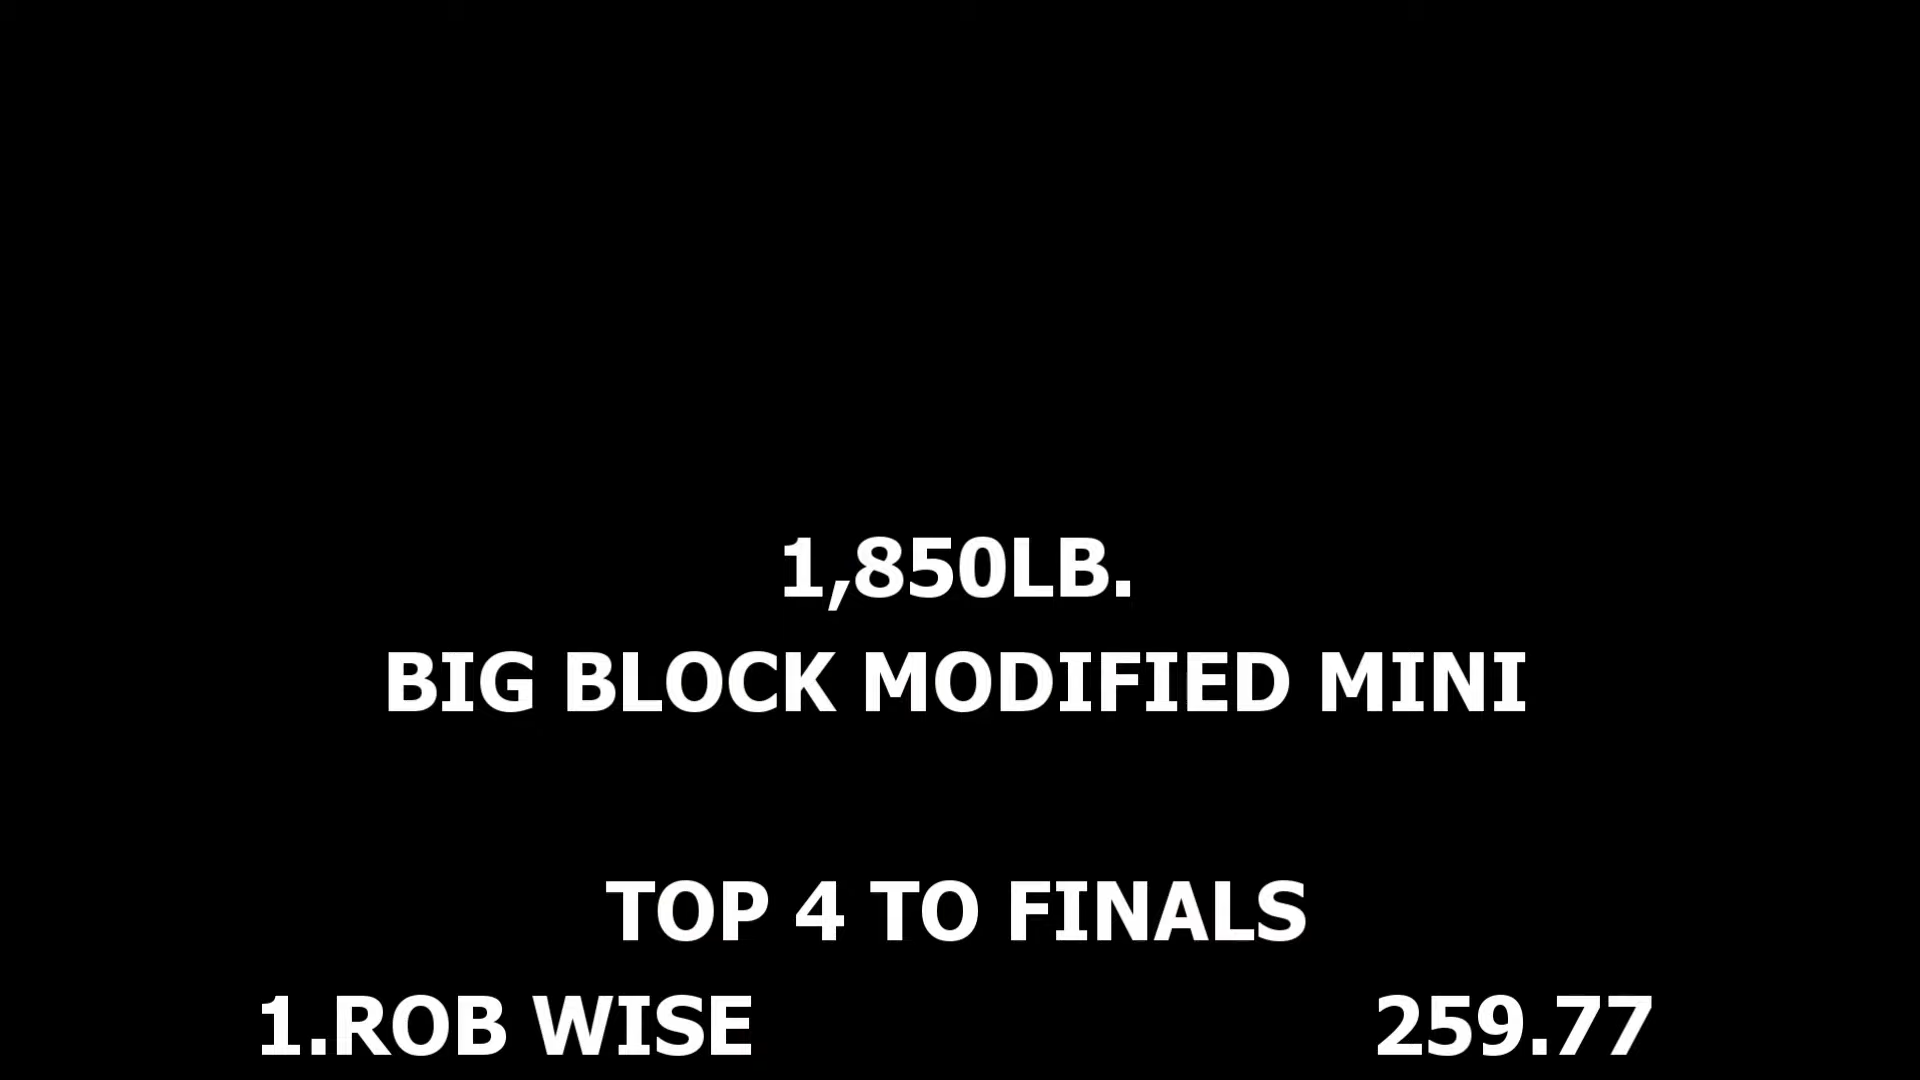 1,850LB.
BIG BLOCK MODIFIED MINI
TOP 4 TO FINALS
1.ROB WISE 259.77